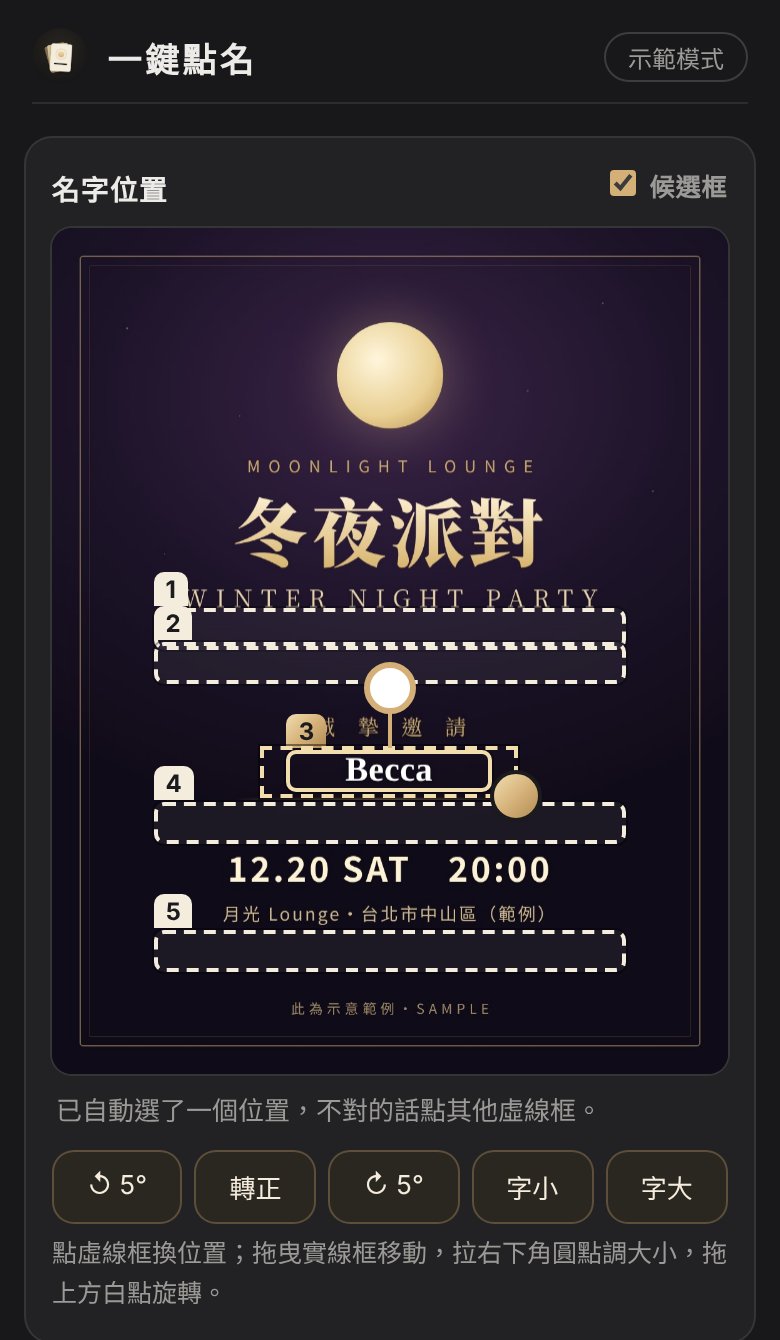 一鍵點名
示範模式
名字位置
候選框
MOONLIGHT LOUNGE
冬夜派對
WINTER NIGHT PARTY
1
2
摯邀請
3
Becca
4
12.20 SAT 20:00
5
月光 Lounge・台北市中山區（範例）
此為示意範例・SAMPLE
已自動選了一個位置，不對的話點其他虛線框。
5°
轉正
5°
字小
字大
點虛線框換位置；拖曳實線框移動，拉右下角圓點調大小，拖
上方白點旋轉。